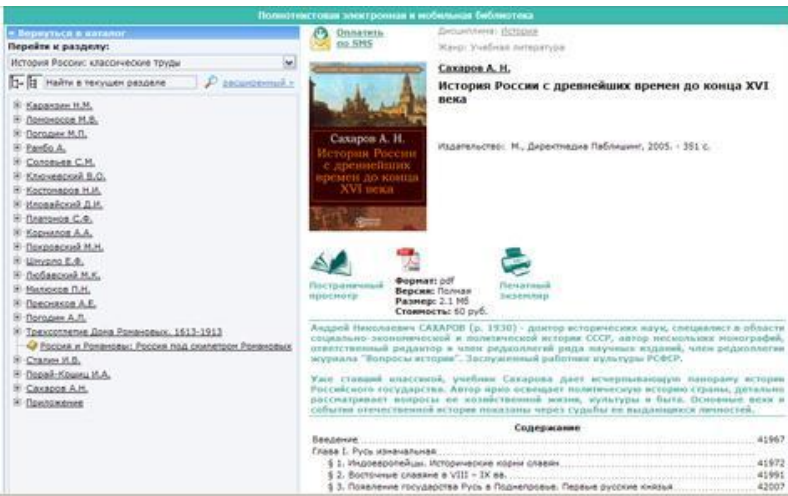 Полнотекстовая электронная и мобильная библиотека
Вернуться в каталог
Перейти к разделу:
История России: классические труды
Найти в текущем разделе
расширенный »
Карамзин Н.М.
Ломоносов М.В.
Погодин М.П.
Рамбо А.
Соловьев С.М.
Ключевский В.О.
Костомаров Н.И.
Иловайский Д.И.
Платонов С.Ф.
Корнилов А.А.
Покровский М.Н.
Шмурло Е.Ф.
Любавский М.К.
Милюков П.Н.
Пресняков А.Е.
Погодин А.Л.
Трехсотлетие Дома Романовых. 1613-1913
Россия и Романовы: Россия под скипетром Романовых
Сталин И.В.
Порай-Кошиц И.А.
Сахаров А.Н.
Приложение
Оплатить
по SMS
Дисциплина: История
Жанр: Учебная литература
Сахаров А. Н.
История России с древнейших времен до конца XVI
века
Издательство: М., Директмедиа Паблишинг, 2005. - 351 с.
Сахаров А. Н.
История России
с древнейших
времен до конца
XVI века
Постраничный
просмотр
Формат: pdf
Версия: Полная
Размер: 2.1 Мб
Стоимость: 60 руб.
Печатный
экземпляр
Андрей Николаевич САХАРОВ (р. 1930) - доктор исторических наук, специалист в области
социально-экономической и политической истории СССР, автор нескольких монографий,
ответственный редактор и член редколлегий ряда научных изданий, член редколлегии
журнала "Вопросы истории". Заслуженный работник культуры РСФСР.
Уже ставший классикой, учебник Сахарова дает исчерпывающую панораму истории
Российского государства. Автор ярко освещает политическую историю страны, детально
рассматривает вопросы ее хозяйственной жизни, культуры и быта. Основные вехи и
события отечественной истории показаны через судьбы ее выдающихся личностей.
Содержание
Введение 41967
Глава I. Русь изначальная
§ 1. Индоевропейцы. Исторические корни славян 41972
§ 2. Восточные славяне в VIII – IX вв. 41991
§ 3. Появление государства Русь в Поднепровье. Первые русские князья 42007